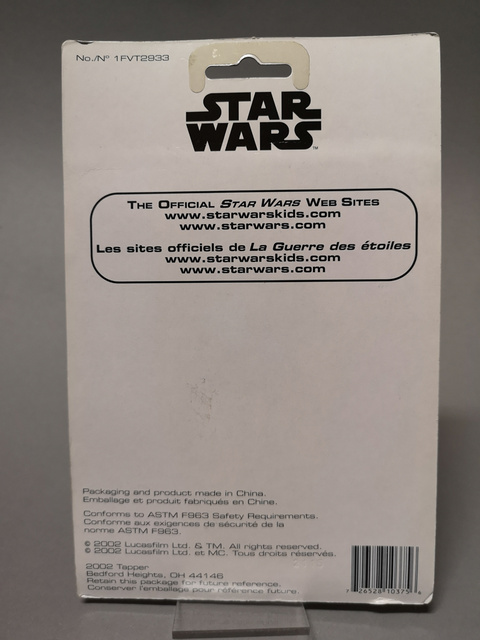 No./Nº 1FVT2933
STAR
WARS™
The Official Star Wars Web Sites
www.starwarskids.com
www.starwars.com
Les sites officiels de La Guerre des étoiles
www.starwarskids.com
www.starwars.com
Packaging and product made in China.
Emballage et produit fabriqués en Chine.
Conforms to ASTM F963 Safety Requirements.
Conforme aux exigences de sécurité de la
norme ASTM F963.
© 2002 Lucasfilm Ltd. & TM. All rights reserved.
© 2002 Lucasfilm Ltd. et MC. Tous droits réservés.
2002 Tapper
Bedford Heights, OH 44146
Retain this package for future reference.
Conserver l'emballage pour référence future.
26528 10375